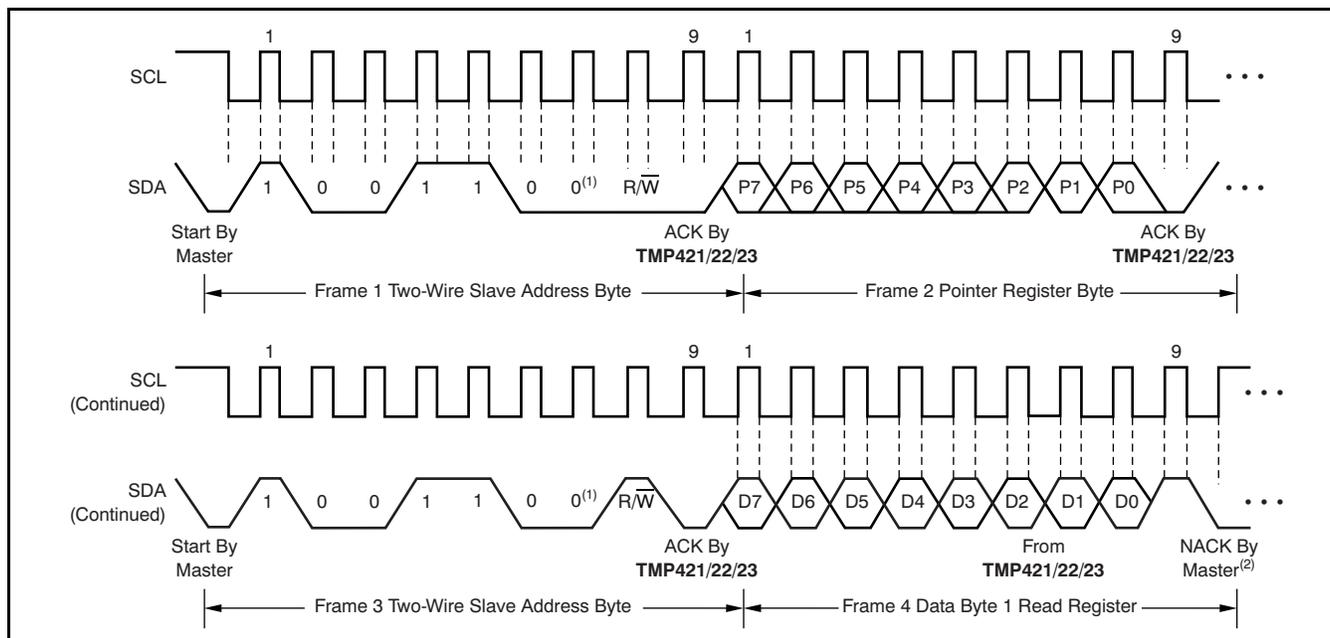 1 9 1 9
SCL • • •
SDA 1 0 0 1 1 0 0(1) R/W̅ P7 P6 P5 P4 P3 P2 P1 P0 • • •
Start By ACK By ACK By
Master TMP421/22/23 TMP421/22/23
Frame 1 Two-Wire Slave Address Byte Frame 2 Pointer Register Byte
1 9 1 9
SCL
(Continued) • • •
SDA
(Continued) 1 0 0 1 1 0 0(1) R/W̅ D7 D6 D5 D4 D3 D2 D1 D0 • • •
Start By ACK By From NACK By
Master TMP421/22/23 TMP421/22/23 Master(2)
Frame 3 Two-Wire Slave Address Byte Frame 4 Data Byte 1 Read Register